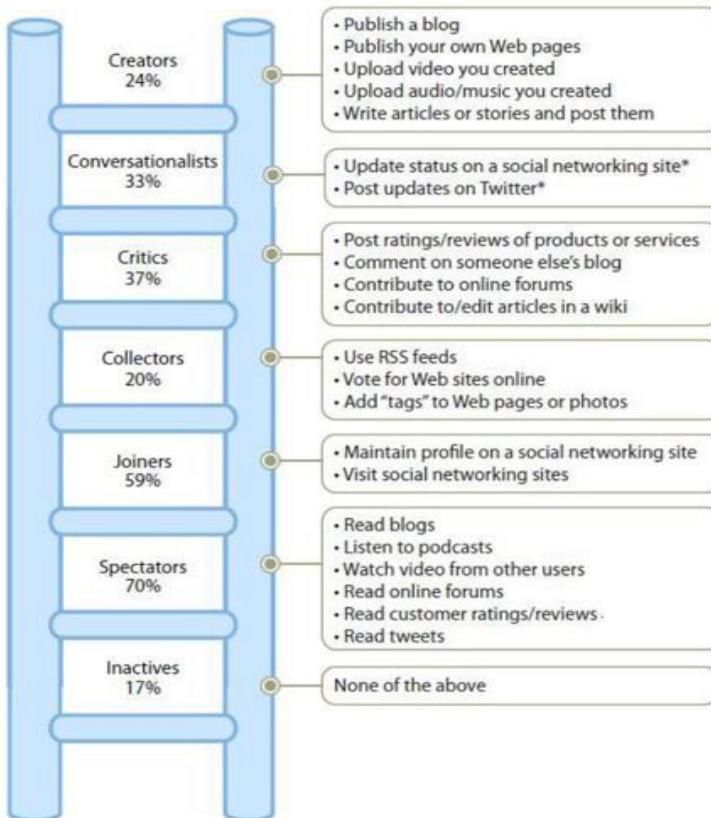 Creators
24%
• Publish a blog
• Publish your own Web pages
• Upload video you created
• Upload audio/music you created
• Write articles or stories and post them
Conversationalists
33%
• Update status on a social networking site*
• Post updates on Twitter*
Critics
37%
• Post ratings/reviews of products or services
• Comment on someone else's blog
• Contribute to online forums
• Contribute to/edit articles in a wiki
Collectors
20%
• Use RSS feeds
• Vote for Web sites online
• Add “tags” to Web pages or photos
Joiners
59%
• Maintain profile on a social networking site
• Visit social networking sites
Spectators
70%
• Read blogs
• Listen to podcasts
• Watch video from other users
• Read online forums
• Read customer ratings/reviews
• Read tweets
Inactives
17%
None of the above